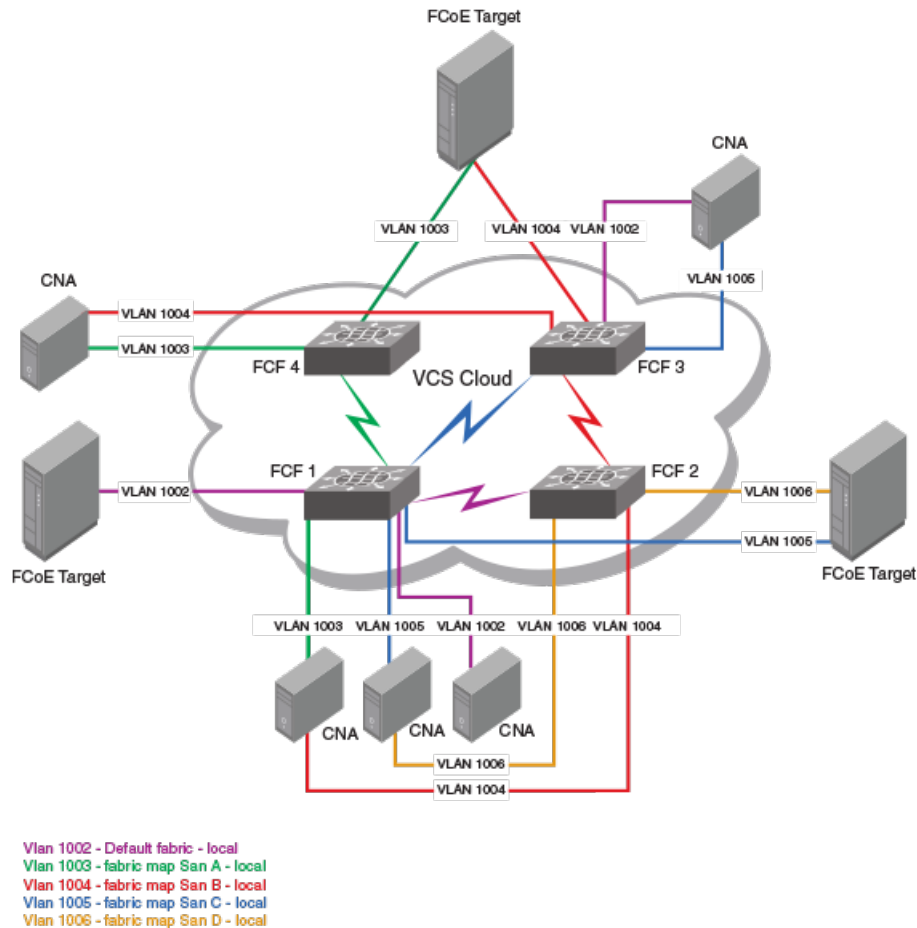 FCoE Target
CNA
VLAN 1003
VLAN 1004
VLAN 1002
VLAN 1005
CNA
VLAN 1004
VLAN 1003
FCF 4
VCS Cloud
FCF 3
FCF 1
FCF 2
VLAN 1002
VLAN 1006
VLAN 1005
FCoE Target
FCoE Target
VLAN 1003
VLAN 1005
VLAN 1002
VLAN 1006
VLAN 1004
CNA
CNA
CNA
VLAN 1006
VLAN 1004
Vlan 1002 - Default fabric - local
Vlan 1003 - fabric map San A - local
Vlan 1004 - fabric map San B - local
Vlan 1005 - fabric map San C - local
Vlan 1006 - fabric map San D - local